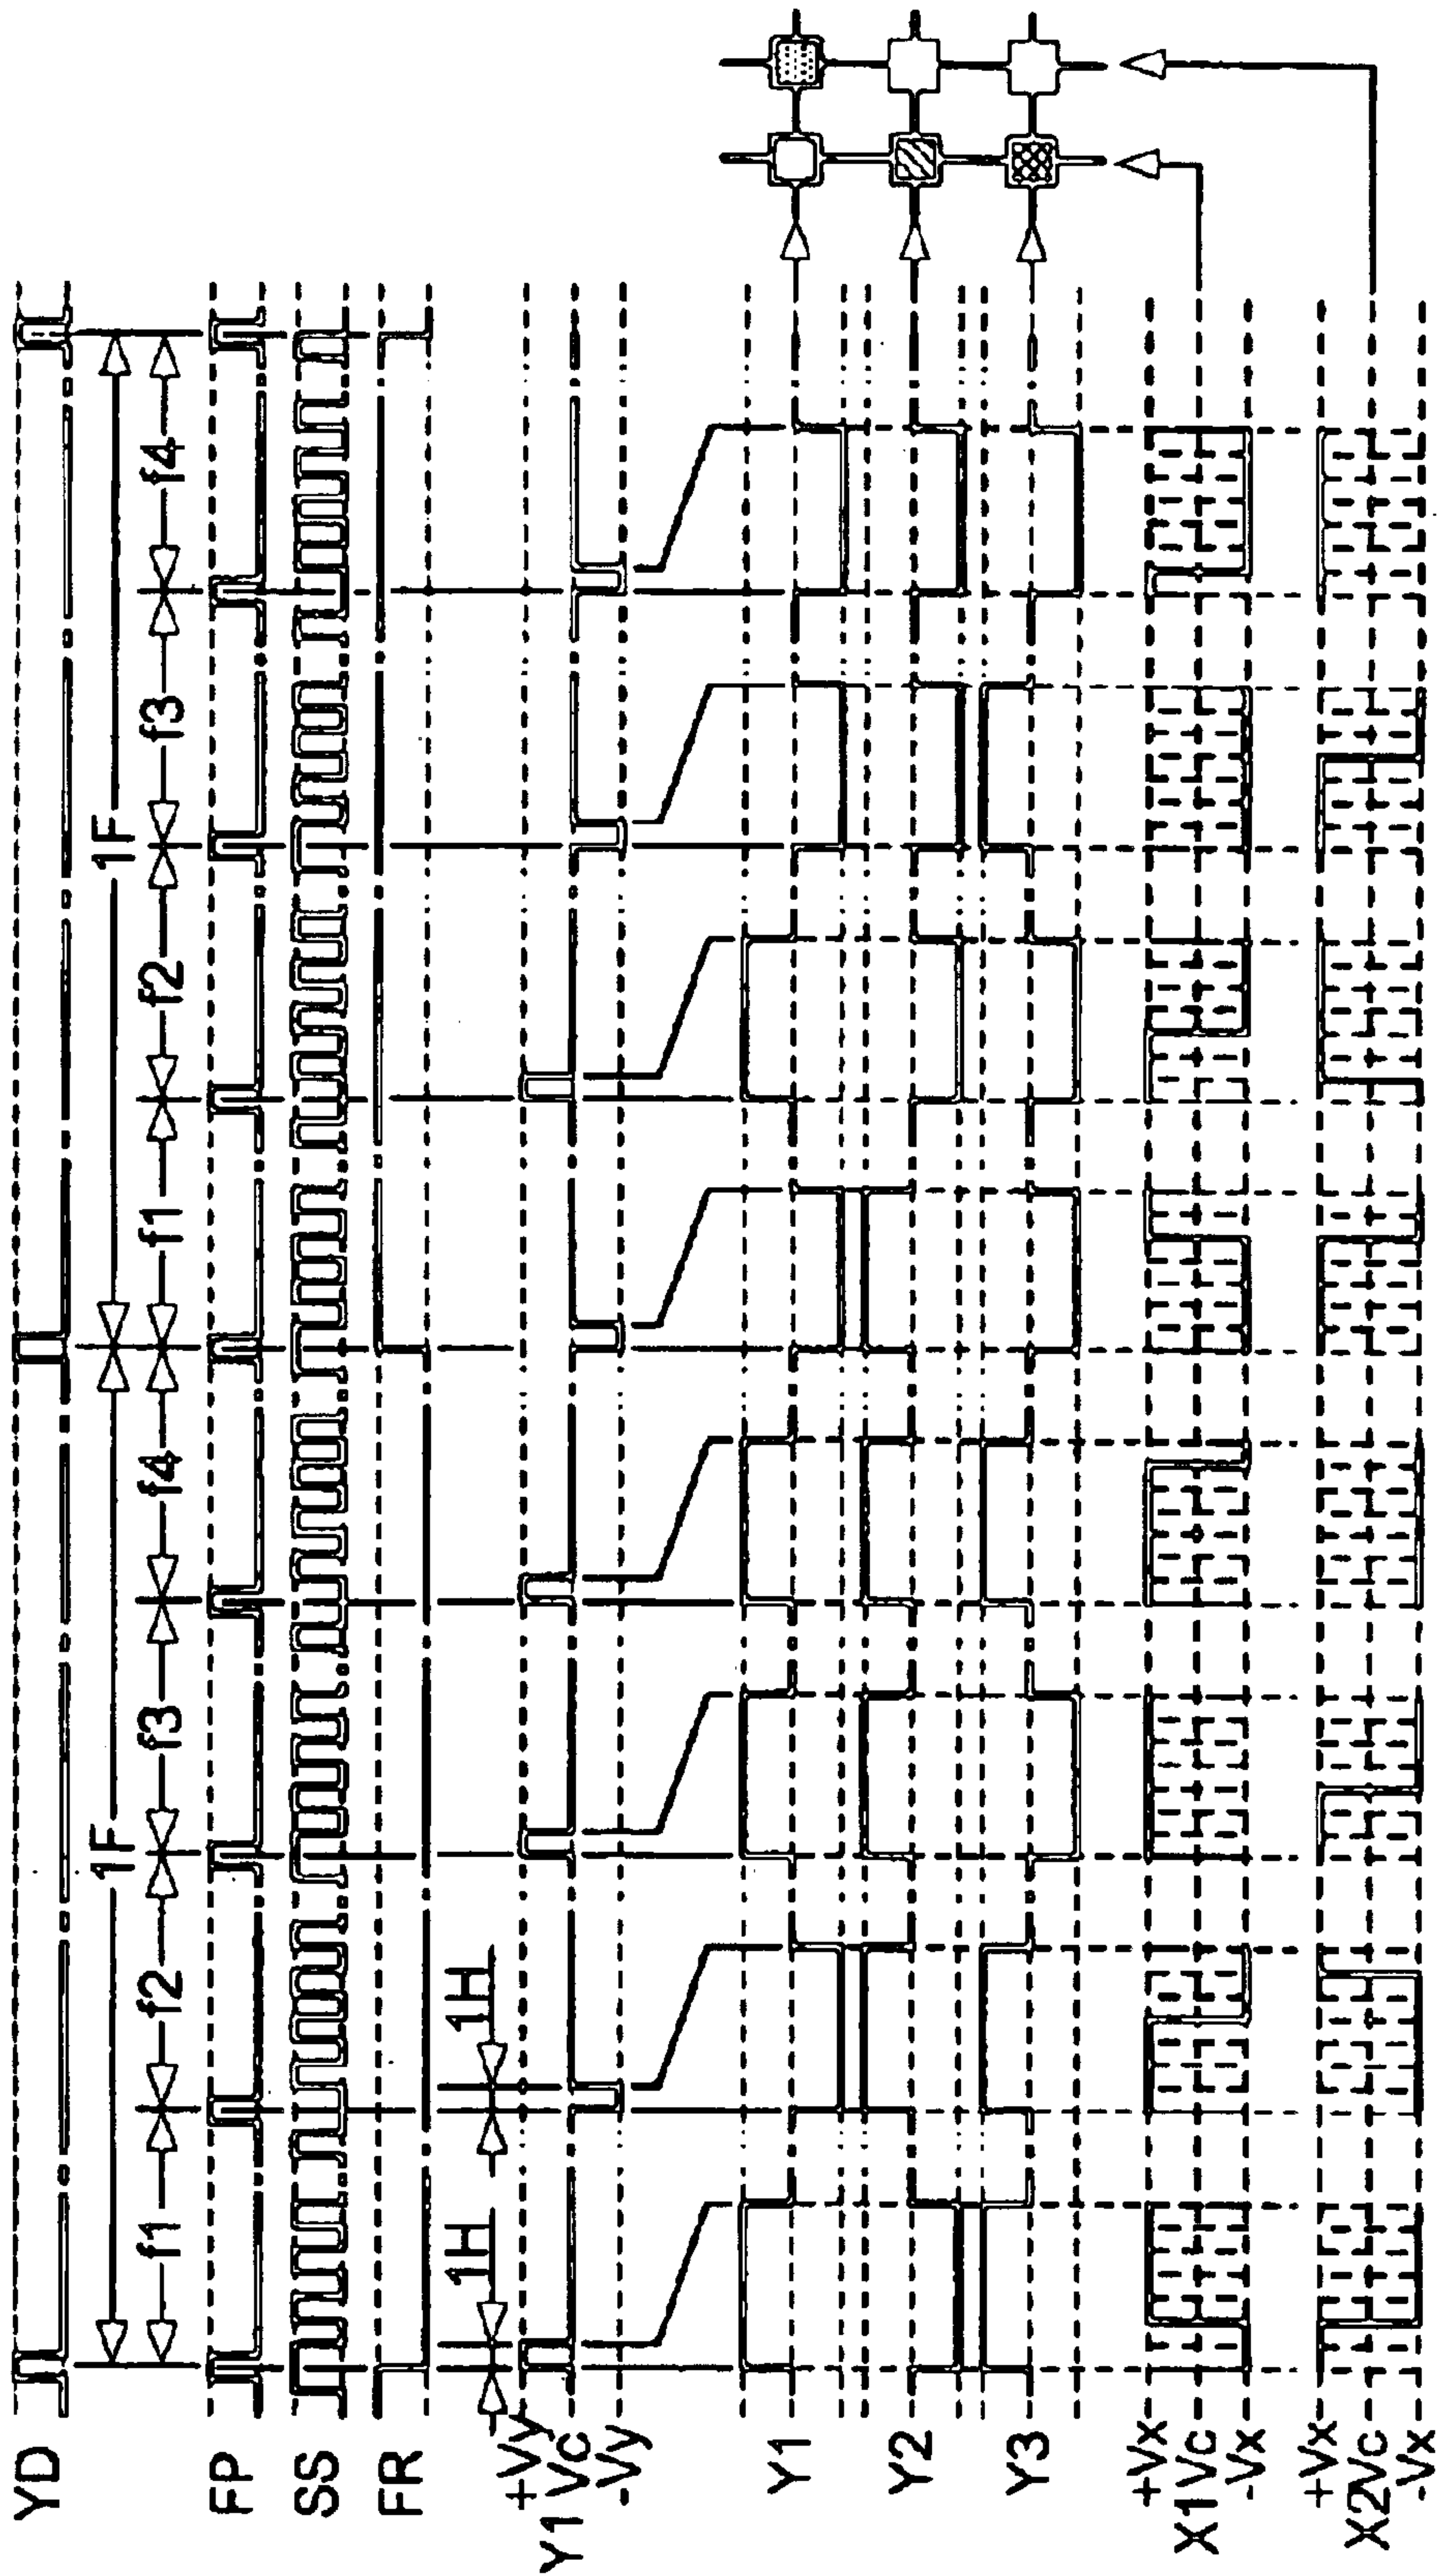 YD
1F 1F
f1 f2 f3 f4 f1 f2 f3 f4
FP
SS
FR
1H 1H
+Vy
Y1 Vc
-Vy
Y1
Y2
Y3
+Vx
X1 Vc
-Vx
+Vx
X2 Vc
-Vx